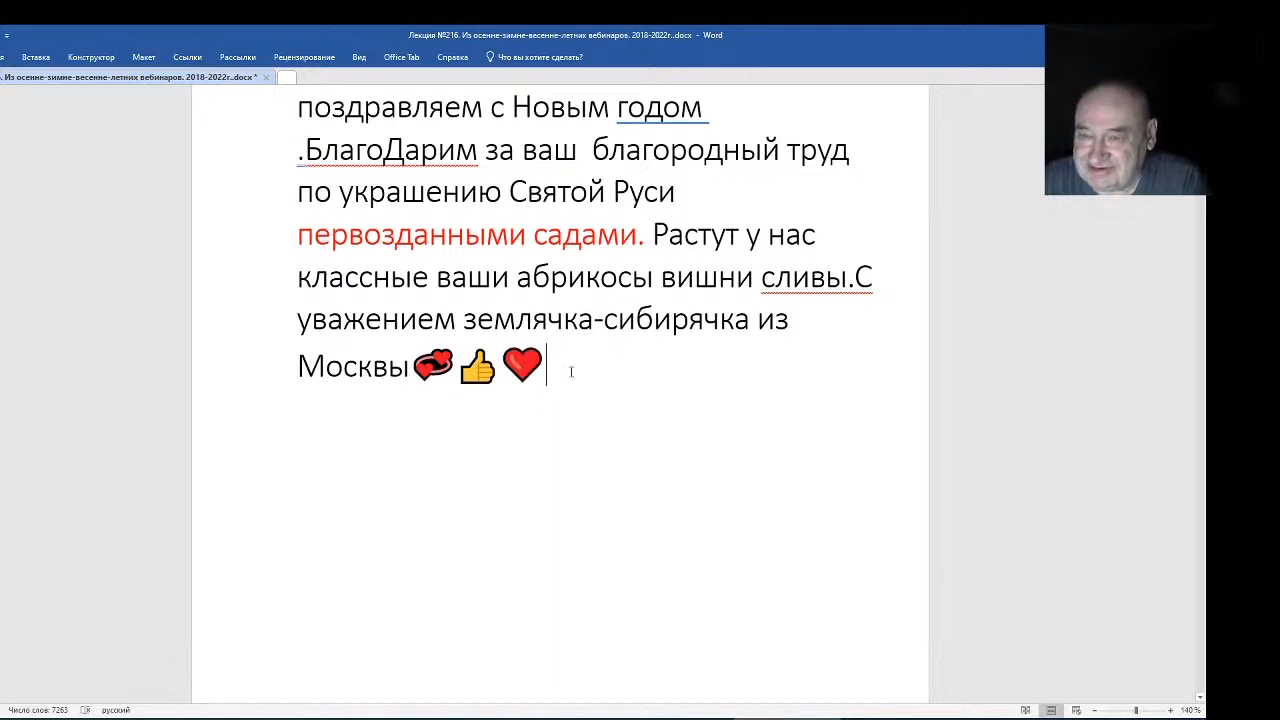 Лекция №216. Из осенне-зимне-весенне-летних вебинаров. 2018-2022г..docx - Word
я Вставка Конструктор Макет Ссылки Рассылки Рецензирование Вид Office Tab Справка Что вы хотите сделать?
. Из осенне-зимне-весенне-летних вебинаров. 2018-2022г..docx *
поздравляем с Новым годом
.БлагоДарим за ваш благородный труд
по украшению Святой Руси
первозданными садами. Растут у нас
классные ваши абрикосы вишни сливы.С
уважением землячка-сибирячка из
Москвы💞👍❤️
Число слов: 7263 русский 140 %